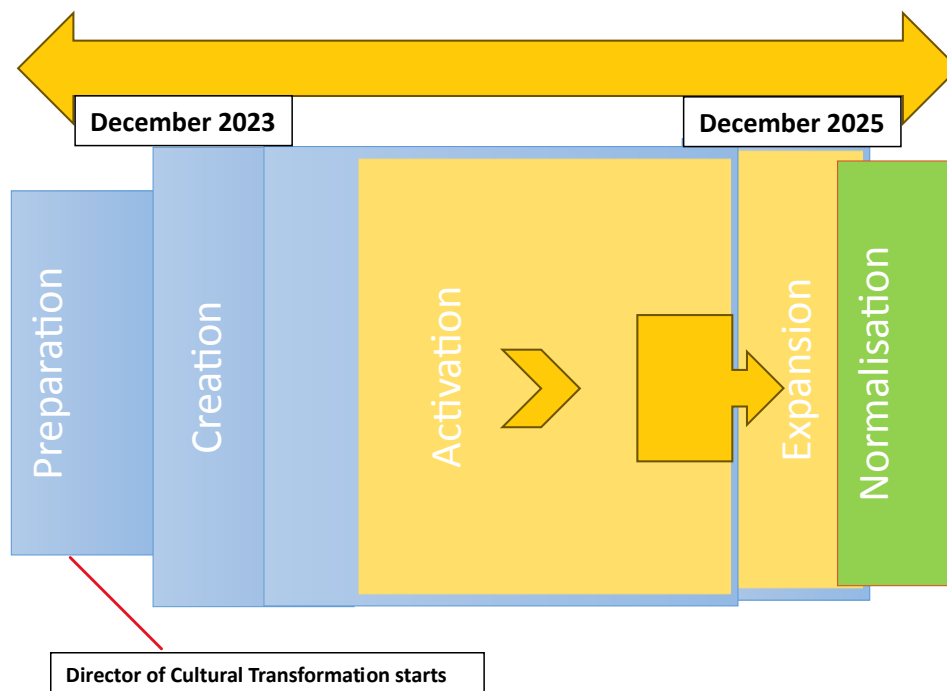 December 2023
December 2025
Preparation
Creation
Activation
Expansion
Normalisation
Director of Cultural Transformation starts